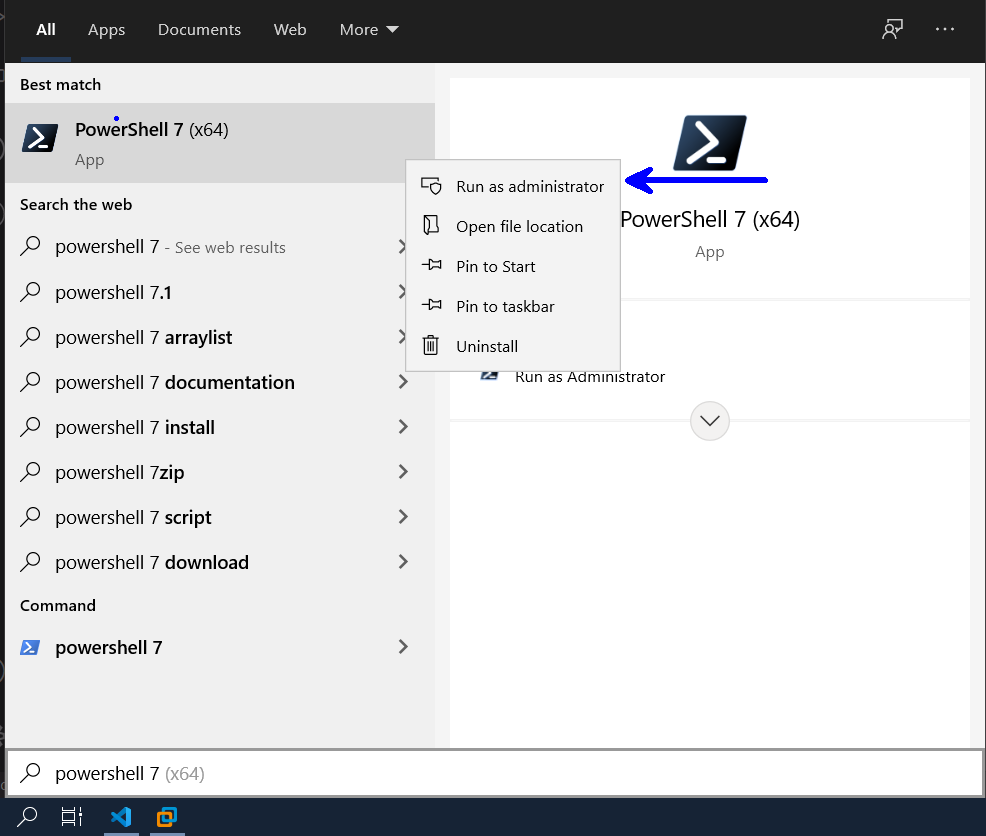 All Apps Documents Web More
Best match
PowerShell 7 (x64)
App
Run as administrator
Open file location
Pin to Start
Pin to taskbar
Uninstall
Search the web
powershell 7 - See web results
powershell 7.1
powershell 7 arraylist
powershell 7 documentation
powershell 7 install
powershell 7zip
powershell 7 script
powershell 7 download
Command
powershell 7
PowerShell 7 (x64)
App
Run as Administrator
powershell 7 (x64)